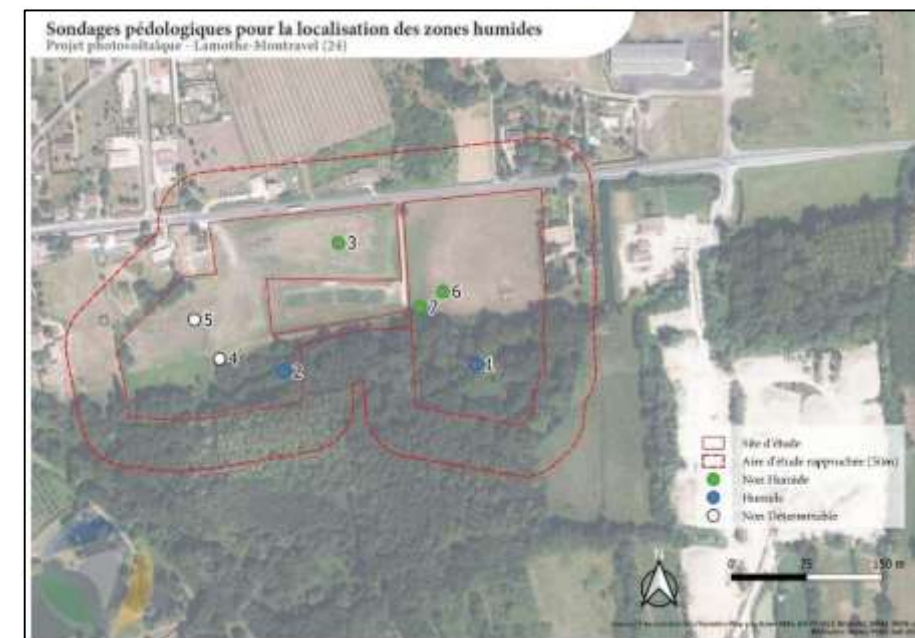 Sondages pédologiques pour la localisation des zones humides
Projet photovoltaïque - Lamothe-Montravel (24)
3
6
7
5
4
2
1
Site d'étude
Aire d'étude rapprochée (50m)
Non Humide
Humide
Non Déterminable
N
0
75
150 m